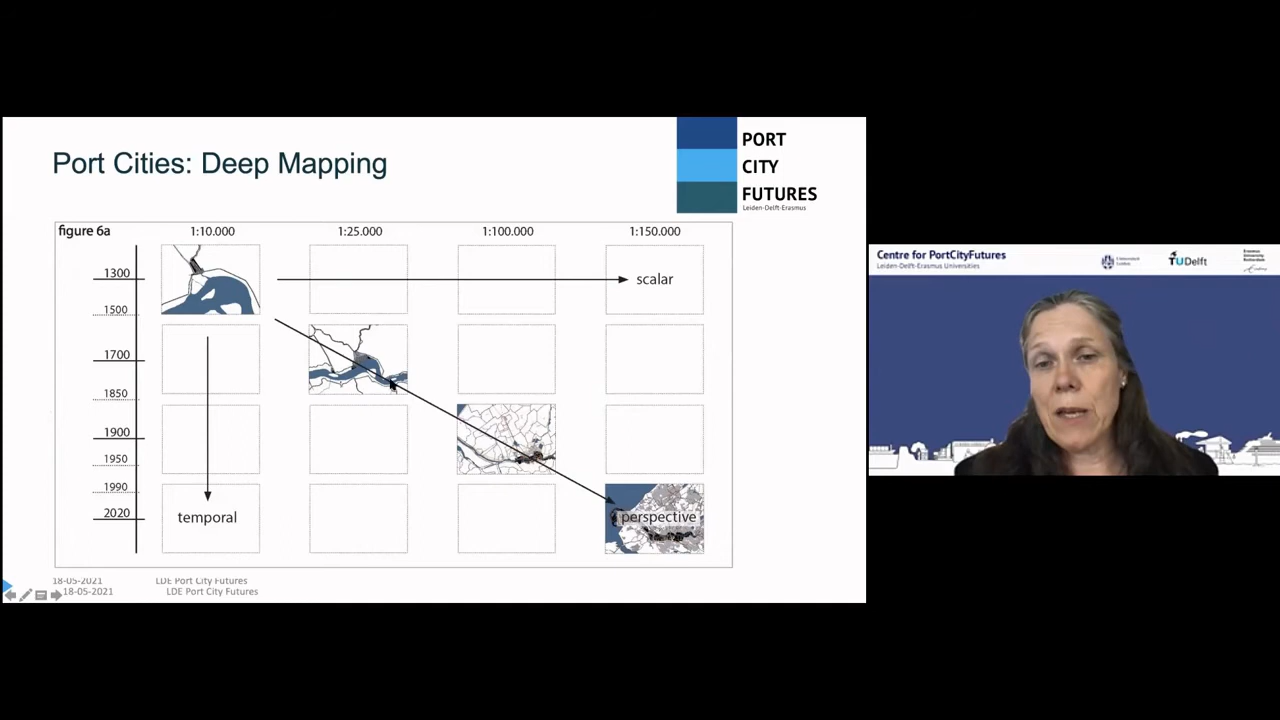 Port Cities: Deep Mapping
PORT
CITY
FUTURES
Leiden-Delft-Erasmus
figure 6a
1:10.000
1:25.000
1:100.000
1:150.000
1300
scalar
1500
1700
1850
1900
1950
1990
2020
temporal
perspective
18-05-2021
LDE Port City Futures
18-05-2021
LDE Port City Futures
Centre for PortCityFutures
Leiden-Delft-Erasmus Universities
TUDelft
Erasmus
University
Rotterdam